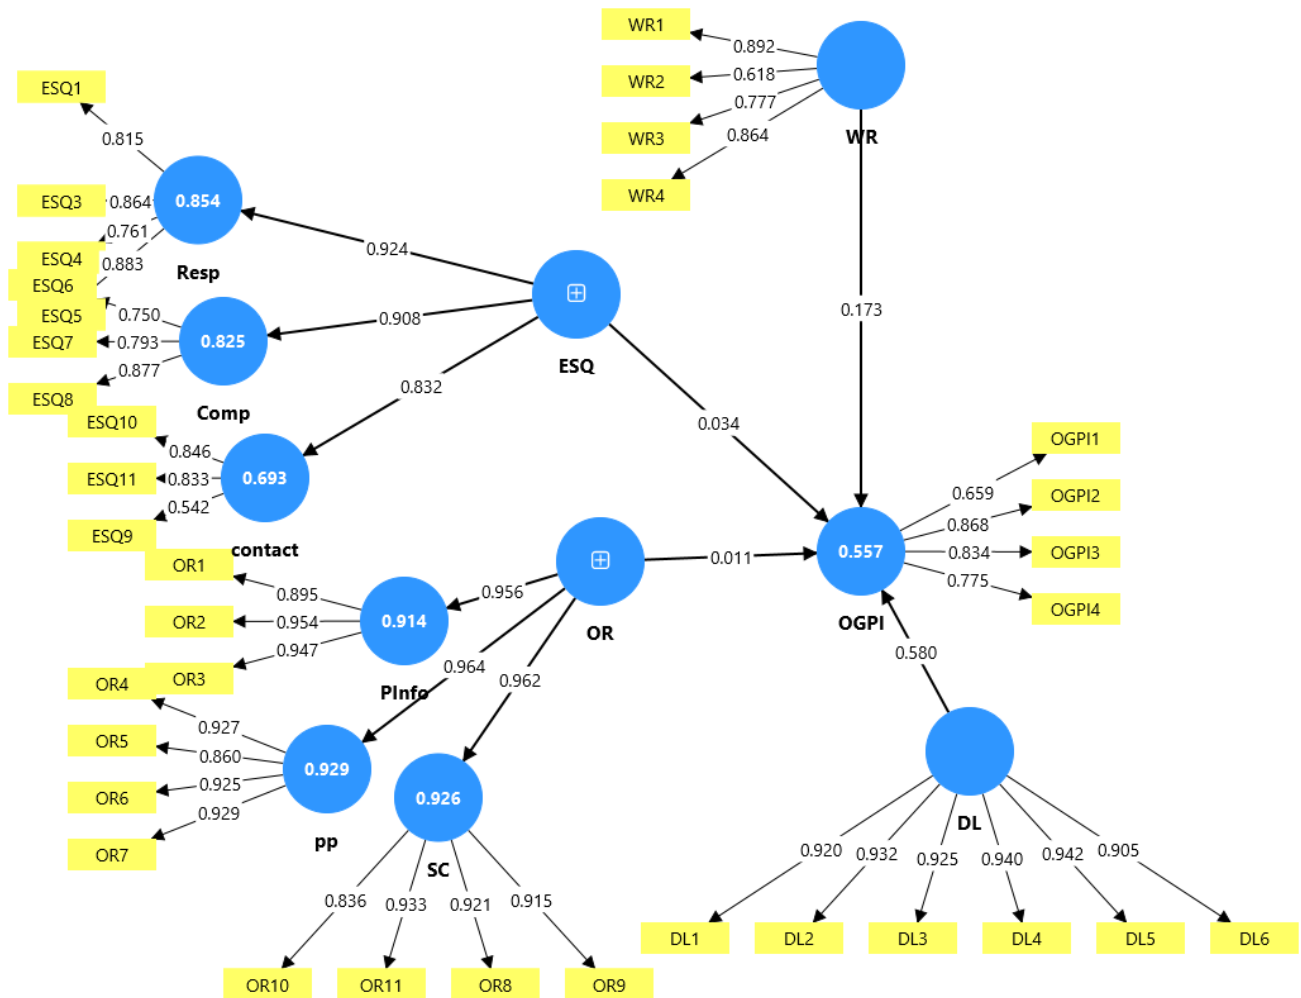 WR1
0.892
WR2
0.618
WR3
0.777
WR4
0.864
WR
ESQ1
0.815
ESQ3
0.864
ESQ4
0.761
ESQ5
0.883
0.854
Resp
0.924
ESQ6
0.750
ESQ7
0.793
ESQ8
0.877
0.825
Comp
0.908
ESQ
0.832
0.034
0.173
ESQ10
0.846
ESQ11
0.833
ESQ9
0.542
0.693
contact
OGPI1
0.659
OGPI2
0.868
OGPI3
0.834
OGPI4
0.775
0.557
OGPI
0.011
OR
OR1
0.895
OR2
0.954
OR3
0.947
0.914
PInfo
0.956
0.964
0.962
0.580
OR4
0.927
OR5
0.860
OR6
0.925
OR7
0.929
0.929
pp
0.926
SC
0.836
0.933
0.921
0.915
OR10
OR11
OR8
OR9
DL
0.920
0.932
0.925
0.940
0.942
0.905
DL1
DL2
DL3
DL4
DL5
DL6